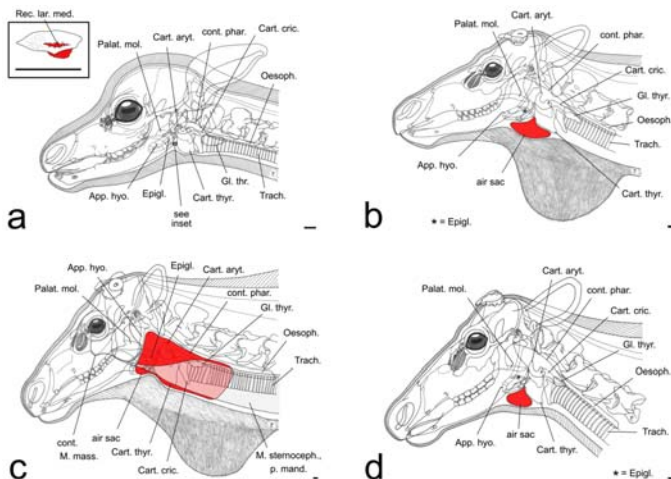 Rec. lar. med.
Palat. mol.
Cart. aryt.
cont. phar.
Cart. cric.
Oesoph.
App. hyo.
Epigl.
see
inset
Cart. thyr.
Gl. thr.
Trach.
a
Palat. mol.
Cart. aryt.
cont. phar.
Cart. cric.
Gl. thyr.
Oesoph.
Trach.
App. hyo.
air sac
Cart. thyr.
b
* = Epigl.
App. hyo.
Epigl.
Cart. aryt.
Palat. mol.
cont. phar.
Gl. thyr.
Oesoph.
Trach.
cont.
M. mass.
air sac
Cart. thyr.
Cart. cric.
M. sternoceph.,
p. mand.
c
Cart. aryt.
Palat. mol.
cont. phar.
Cart. cric.
Gl. thyr.
Oesoph.
Trach.
App. hyo.
air sac
Cart. thyr.
d
* = Epigl.